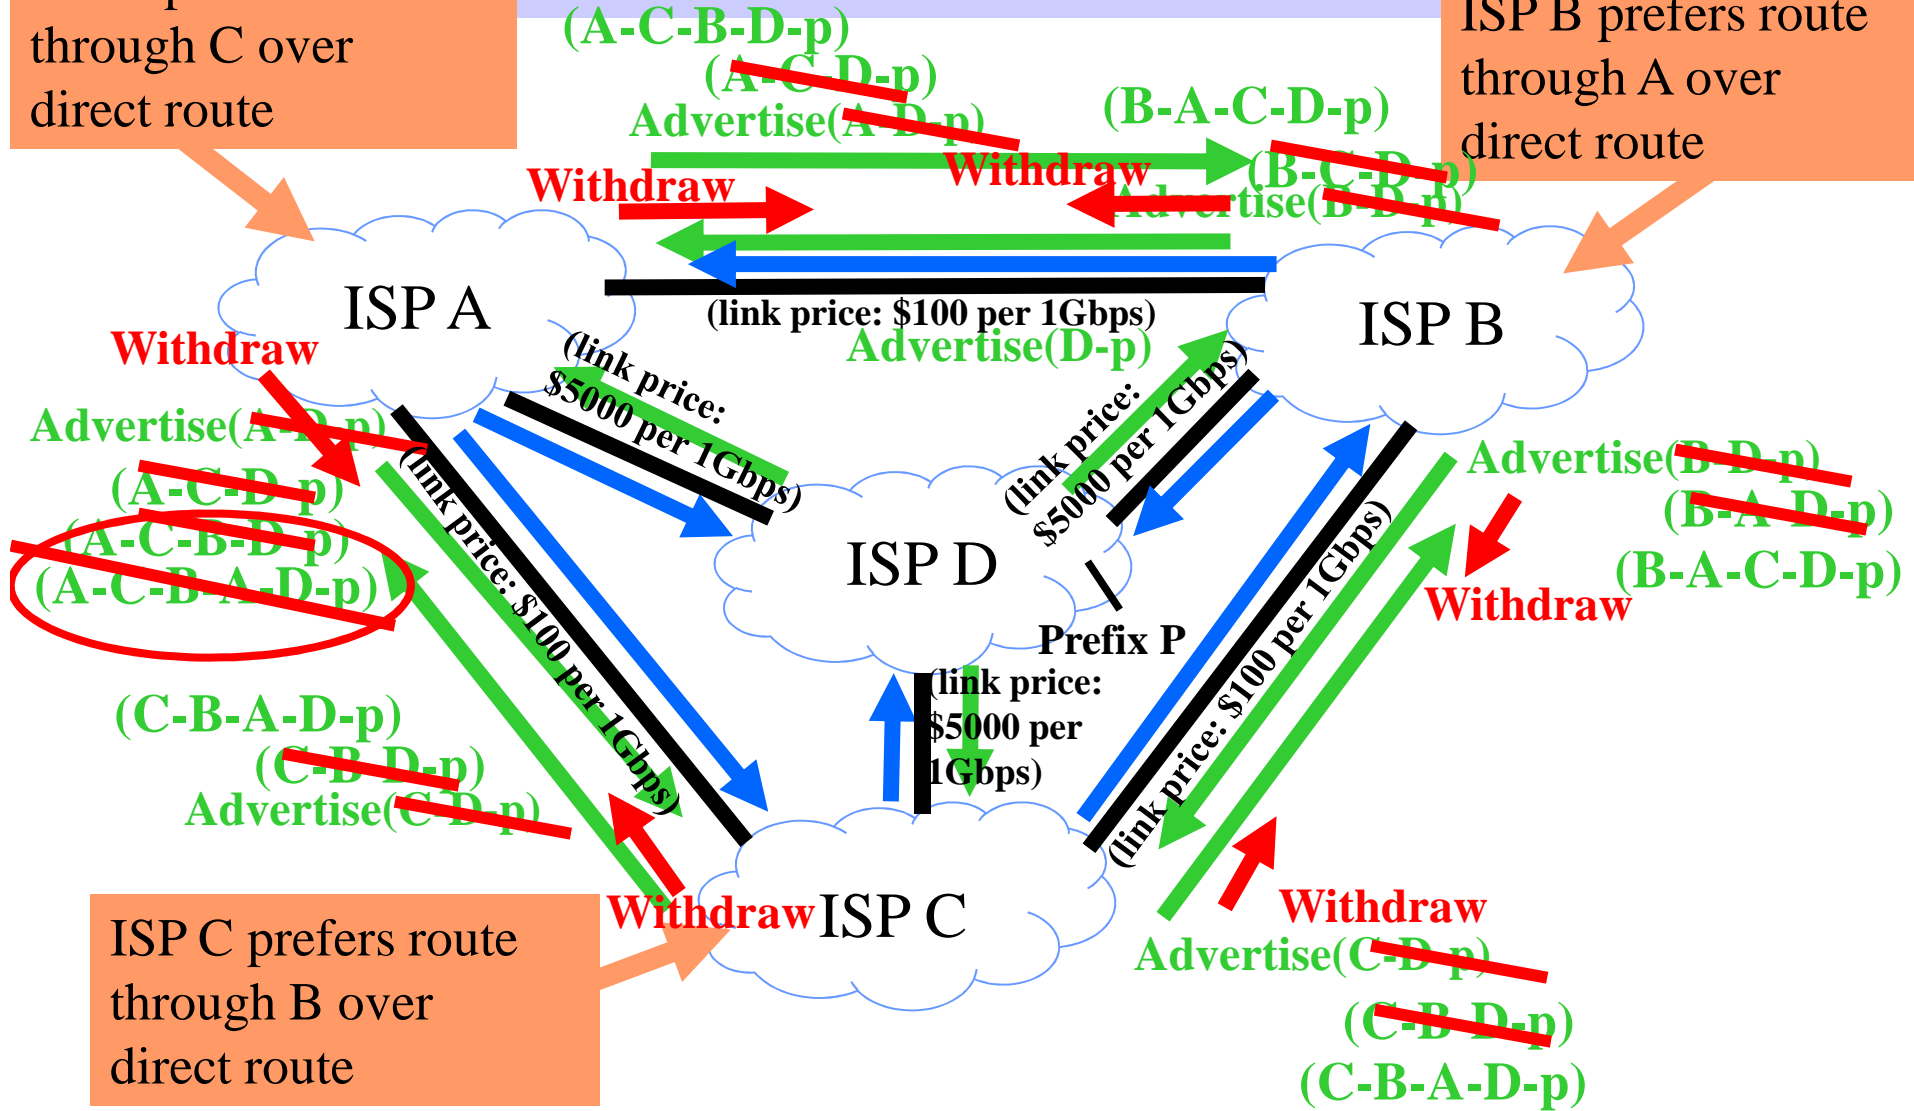 through C over
direct route
(A-C-B-D-p)
(A-C-D-p)
Advertise(A-D-p)
(B-A-C-D-p)
ISP B prefers route
through A over
direct route
Withdraw
Withdraw
(B-C-D-p)
Advertise(B-D-p)
ISP A
ISP B
(link price: $100 per 1Gbps)
Advertise(D-p)
Withdraw
(link price:
$5000 per 1Gbps)
(link price:
$5000 per 1Gbps)
Advertise(A-D-p)
(A-C-D-p)
(A-C-B-D-p)
(A-C-B-A-D-p)
(link price: $100 per 1Gbps)
ISP D
Prefix P
(link price:
$5000 per
1Gbps)
(link price: $100 per 1Gbps)
Advertise(B-D-p)
(B-A-D-p)
(B-A-C-D-p)
Withdraw
(C-B-A-D-p)
(C-B-D-p)
Advertise(C-D-p)
Withdraw
ISP C
ISP C prefers route
through B over
direct route
Withdraw
Advertise(C-D-p)
(C-B-D-p)
(C-B-A-D-p)